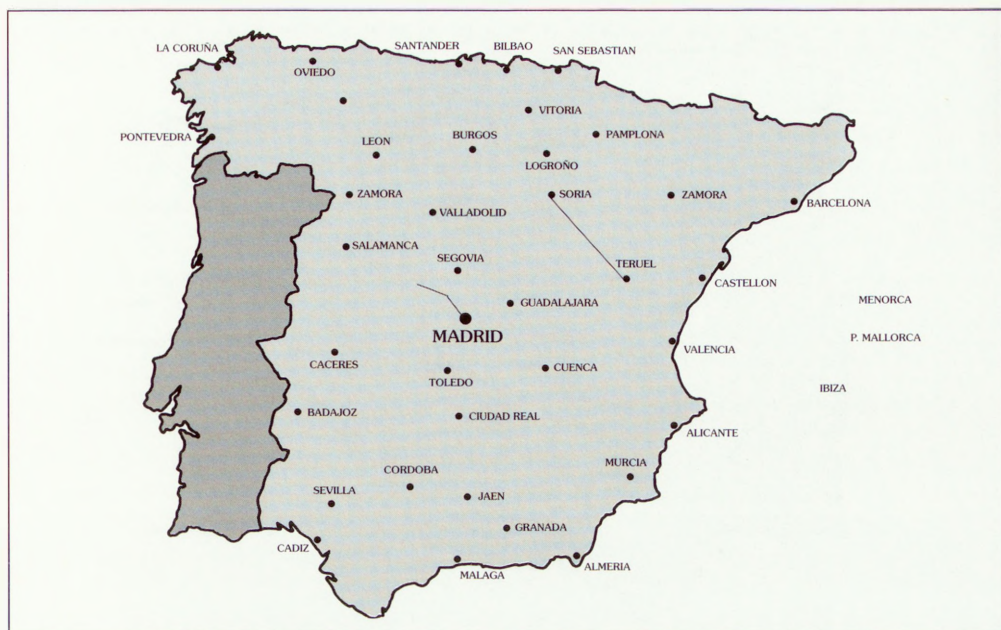 LA CORUÑA
SANTANDER
BILBAO
SAN SEBASTIAN
OVIEDO
VITORIA
PONTEVEDRA
LEON
BURGOS
PAMPLONA
LOGROÑO
ZAMORA
SORIA
ZAMORA
BARCELONA
VALLADOLID
SALAMANCA
SEGOVIA
TERUEL
CASTELLON
GUADALAJARA
MENORCA
MADRID
P. MALLORCA
VALENCIA
CACERES
TOLEDO
CUENCA
IBIZA
BADAJOZ
CIUDAD REAL
ALICANTE
CORDOBA
MURCIA
SEVILLA
JAEN
GRANADA
CADIZ
MALAGA
ALMERIA